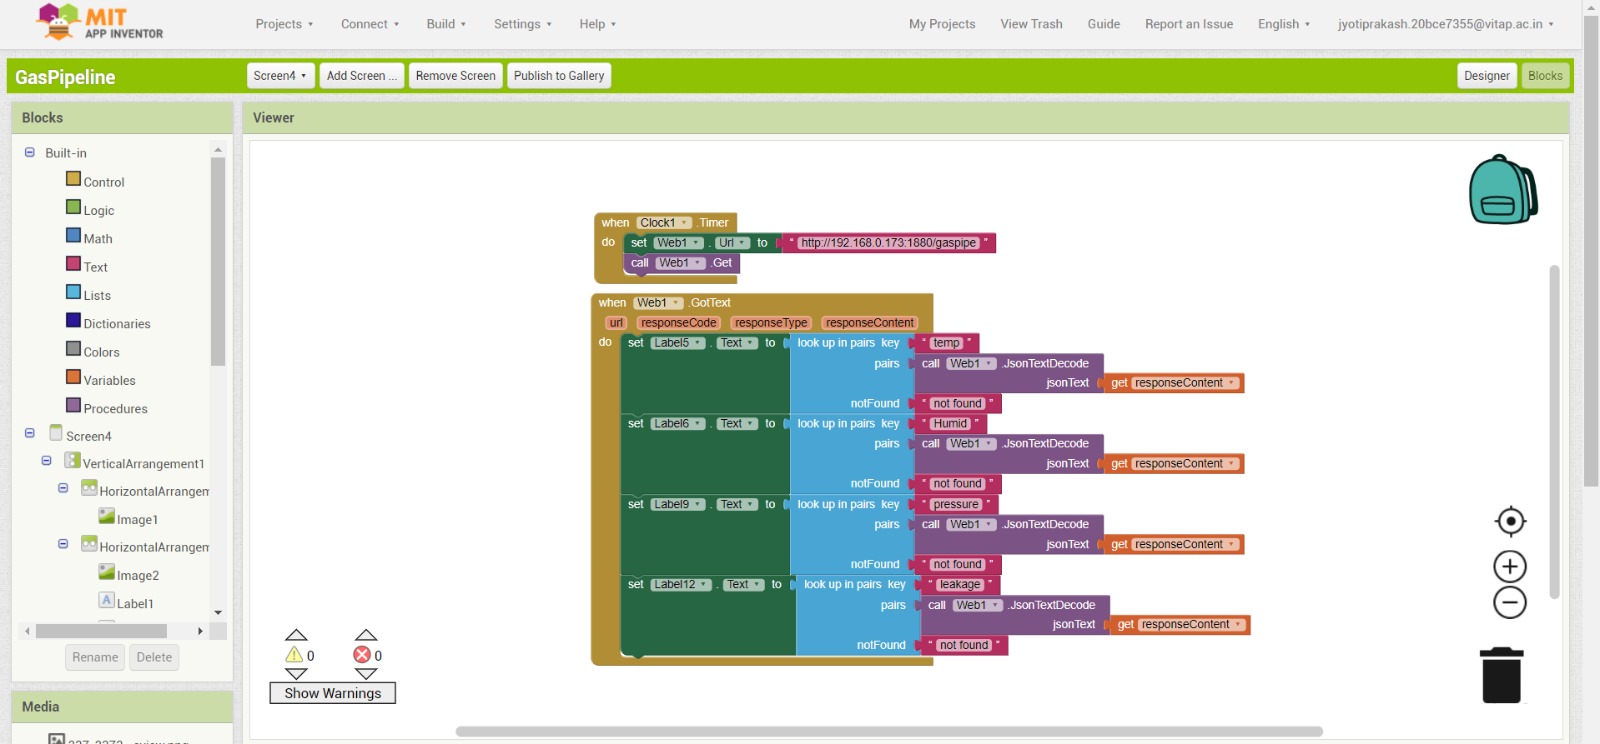 MIT
APP INVENTOR
Projects Connect Build Settings Help My Projects View Trash Guide Report an Issue English jyotiprakash.20bce7355@vitap.ac.in
GasPipeline Screen4 Add Screen ... Remove Screen Publish to Gallery Designer Blocks
Blocks
Built-in
Control
Logic
Math
Text
Lists
Dictionaries
Colors
Variables
Procedures
Screen4
VerticalArrangement1
HorizontalArrangem
Image1
HorizontalArrangem
Image2
Label1
Rename Delete
Media
Viewer
when Clock1 .Timer
do set Web1 . Url to " http://192.168.0.173:1880/gaspipe "
call Web1 .Get
when Web1 .GotText
url responseCode responseType responseContent
do set Label5 . Text to look up in pairs key " temp "
pairs call Web1 .JsonTextDecode
jsonText get responseContent
notFound " not found "
set Label6 . Text to look up in pairs key " Humid "
pairs call Web1 .JsonTextDecode
jsonText get responseContent
notFound " not found "
set Label9 . Text to look up in pairs key " pressure "
pairs call Web1 .JsonTextDecode
jsonText get responseContent
notFound " not found "
set Label12 . Text to look up in pairs key " leakage "
pairs call Web1 .JsonTextDecode
jsonText get responseContent
notFound " not found "
0 0
Show Warnings